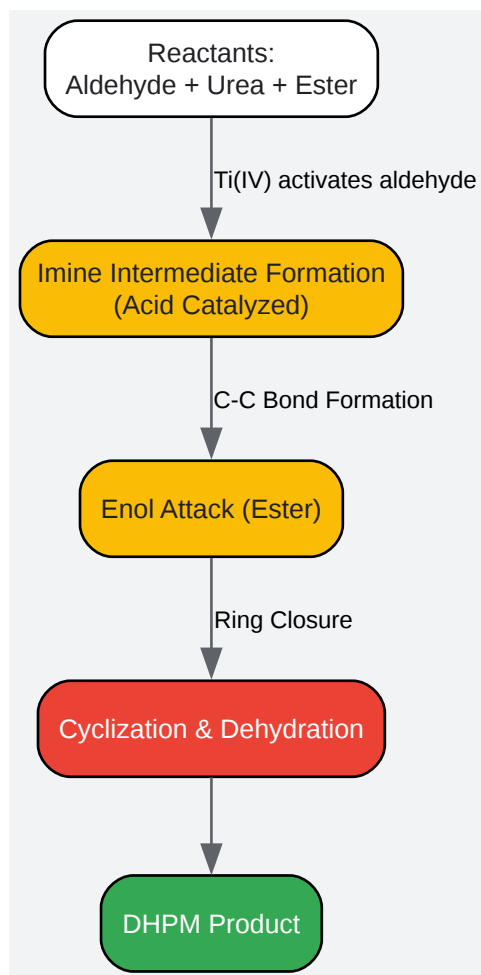 Reactants:
Aldehyde + Urea + Ester
Ti(IV) activates aldehyde
Imine Intermediate Formation
(Acid Catalyzed)
C-C Bond Formation
Enol Attack (Ester)
Ring Closure
Cyclization & Dehydration
DHPM Product